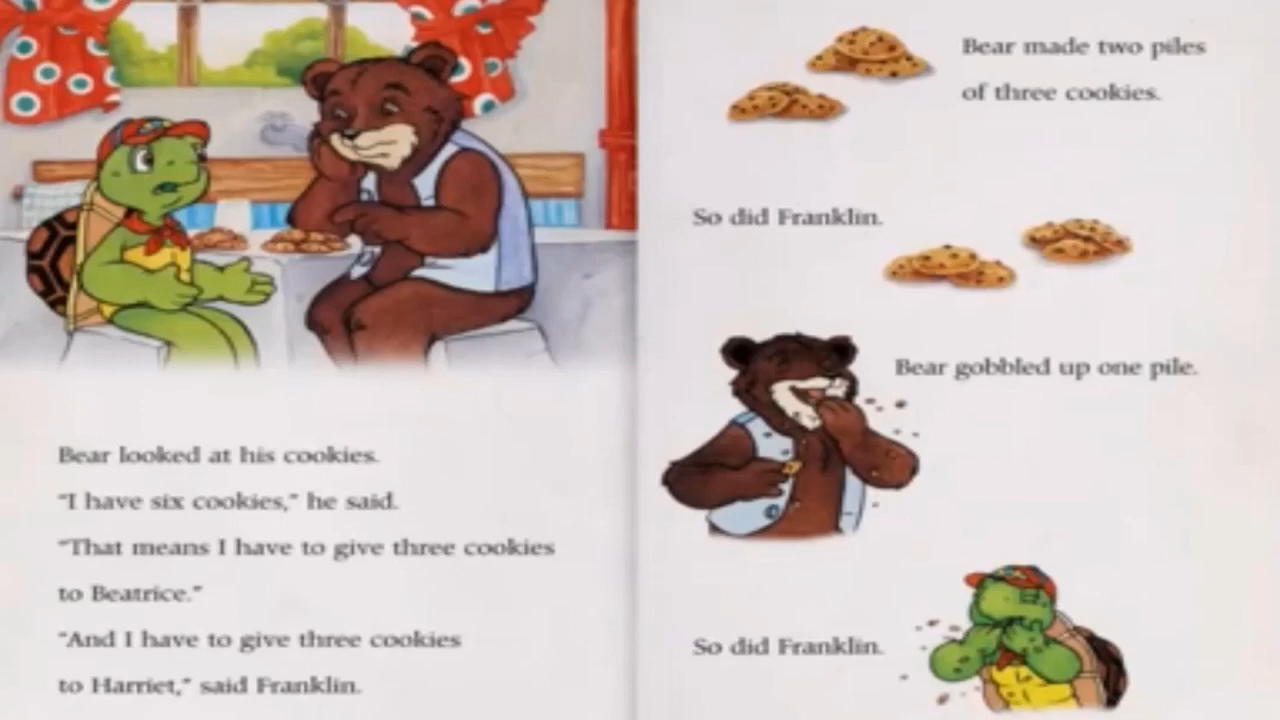 Bear looked at his cookies.
“I have six cookies,” he said.
“That means I have to give three cookies
to Beatrice.”
“And I have to give three cookies
to Harriet,” said Franklin.
Bear made two piles
of three cookies.
So did Franklin.
Bear gobbled up one pile.
So did Franklin.